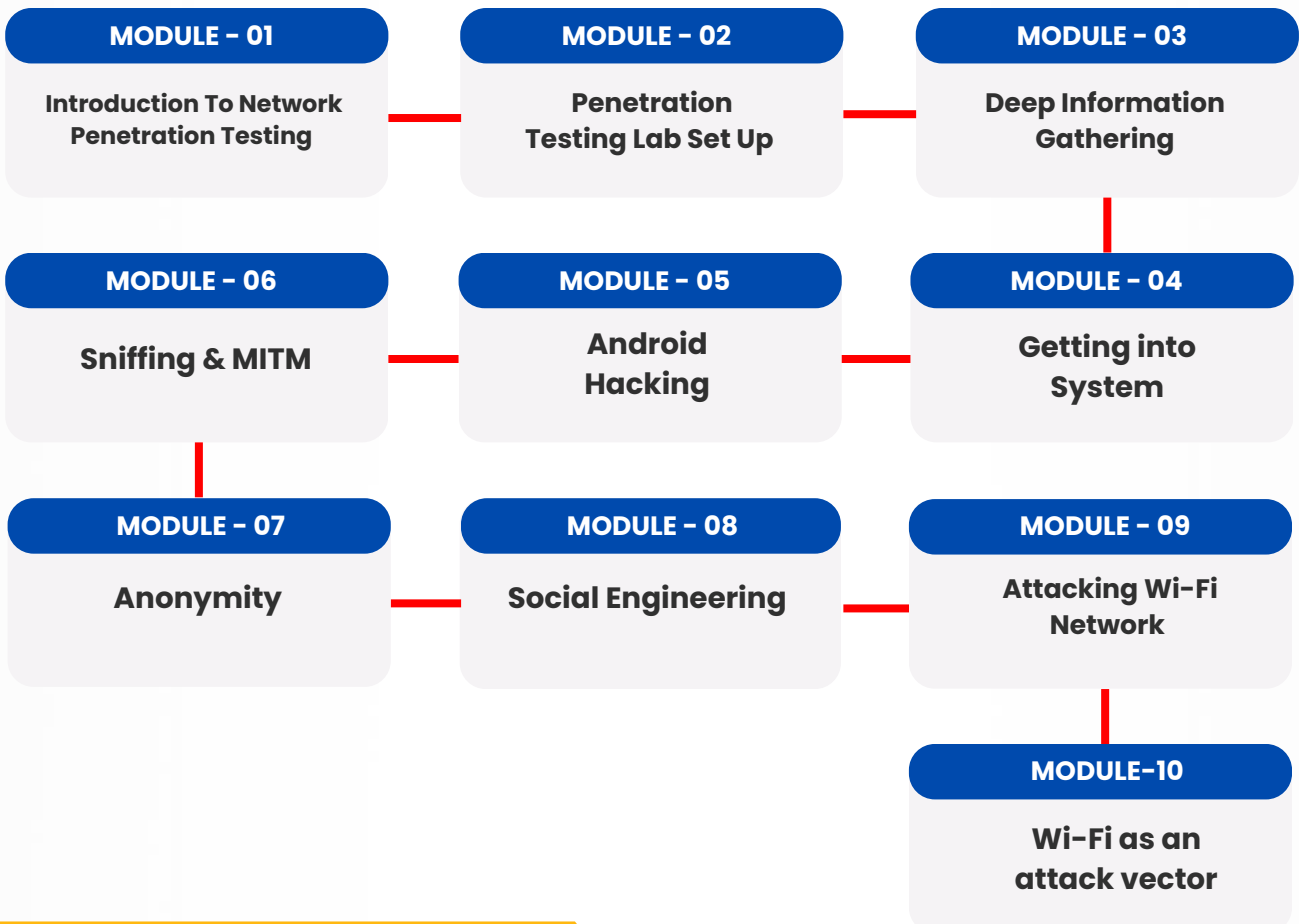 MODULE - 01
Introduction To Network
Penetration Testing
MODULE - 02
Penetration
Testing Lab Set Up
MODULE - 03
Deep Information
Gathering
MODULE - 04
Getting into
System
MODULE - 05
Android
Hacking
MODULE - 06
Sniffing & MITM
MODULE - 07
Anonymity
MODULE - 08
Social Engineering
MODULE - 09
Attacking Wi-Fi
Network
MODULE-10
Wi-Fi as an
attack vector